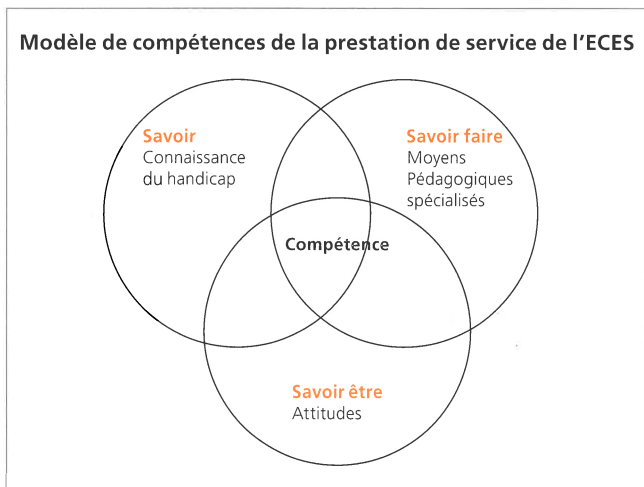 Modèle de compétences de la prestation de service de l'ECES
Savoir
Connaissance
du handicap
Savoir faire
Moyens
Pédagogiques
spécialisés
Compétence
Savoir être
Attitudes